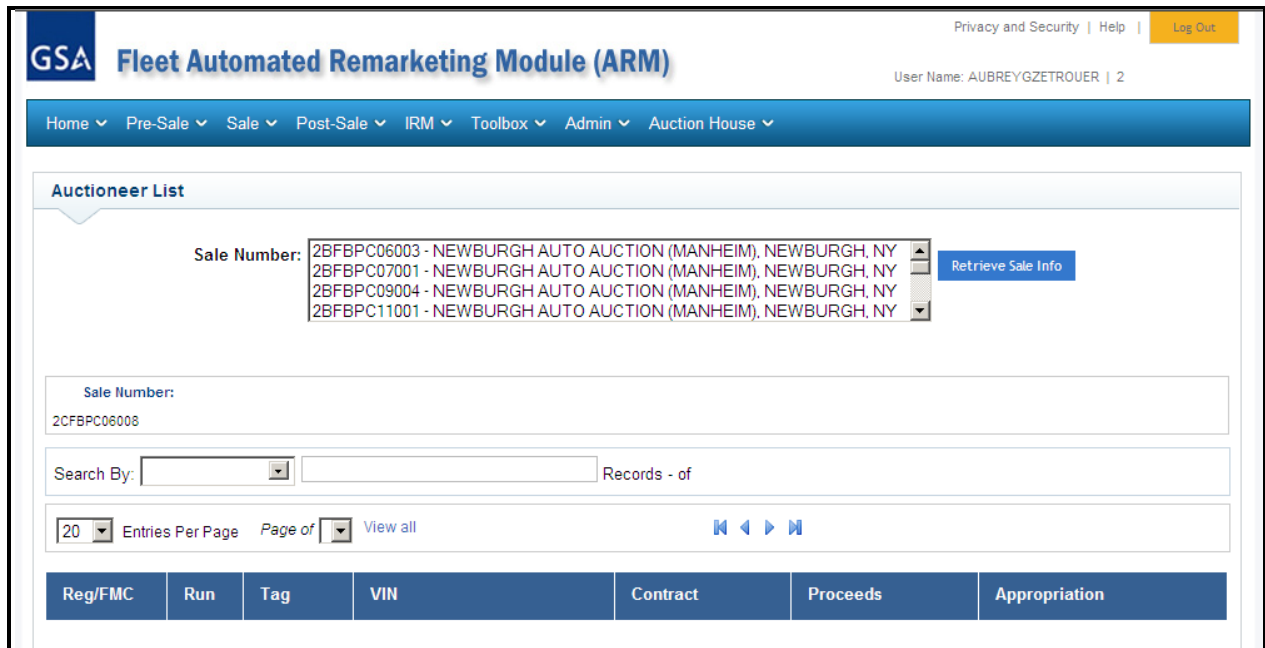 Privacy and Security | Help | Log Out
GSA Fleet Automated Remarketing Module (ARM)
User Name: AUBREYGZETROUER | 2
Home Pre-Sale Sale Post-Sale IRM Toolbox Admin Auction House
Auctioneer List
Sale Number: 2BFBPC06003 - NEWBURGH AUTO AUCTION (MANHEIM), NEWBURGH, NY
2BFBPC07001 - NEWBURGH AUTO AUCTION (MANHEIM), NEWBURGH, NY Retrieve Sale Info
2BFBPC09004 - NEWBURGH AUTO AUCTION (MANHEIM), NEWBURGH, NY
2BFBPC11001 - NEWBURGH AUTO AUCTION (MANHEIM), NEWBURGH, NY
Sale Number:
2CFBPC06008
Search By: Records - of
20 Entries Per Page Page of View all
Reg/FMC Run Tag VIN Contract Proceeds Appropriation